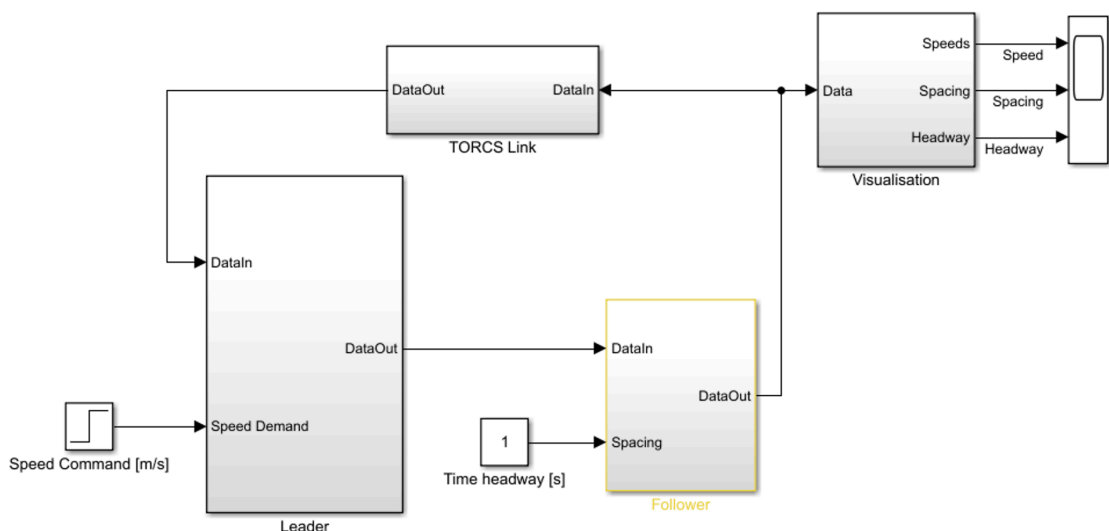 Speeds
Speed
DataOut
DataIn
Data
Spacing
Spacing
TORCS Link
Headway
Headway
Visualisation
DataIn
DataOut
DataIn
DataOut
Speed Demand
1
Spacing
Speed Command [m/s]
Time headway [s]
Follower
Leader